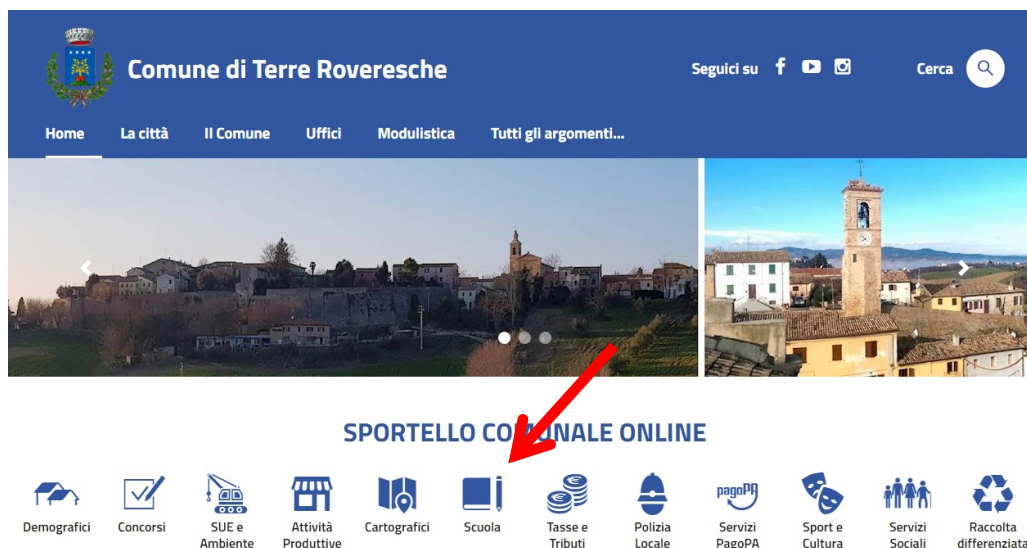 Comune di Terre Roveresche
Seguici su
Cerca
Home La città Il Comune Uffici Modulistica Tutti gli argomenti...
SPORTELLO COMUNALE ONLINE
pagoPA
Demografici
Concorsi
SUE e
Ambiente
Attività
Produttive
Cartografici
Scuola
Tasse e
Tributi
Polizia
Locale
Servizi
PagoPA
Sport e
Cultura
Servizi
Sociali
Raccolta
differenziata